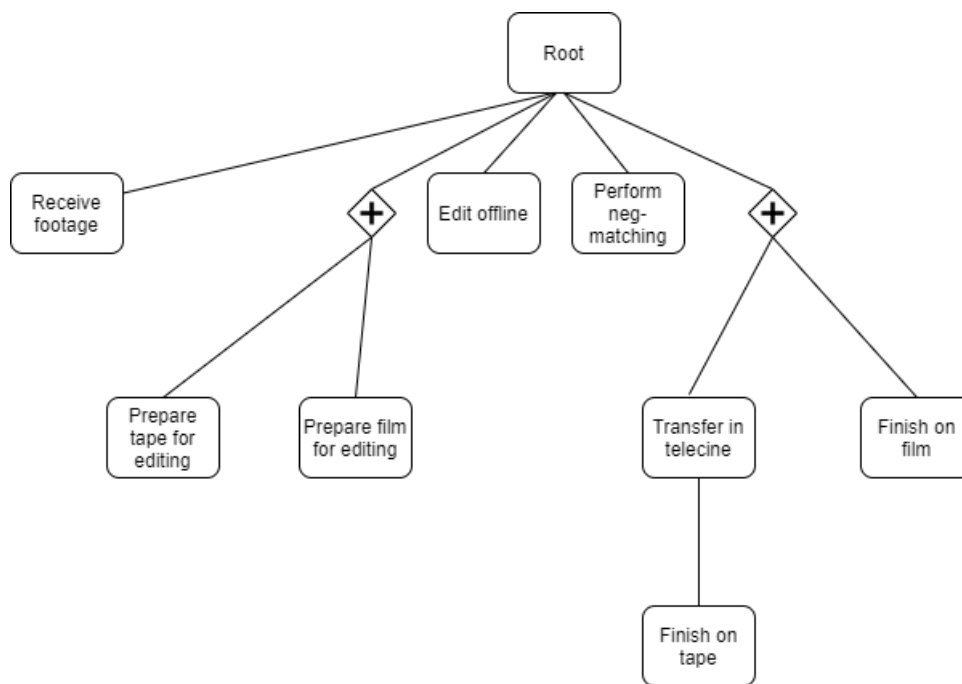 Root
Receive
footage
Edit offline
Perform
neg-
matching
Prepare
tape for
editing
Prepare film
for editing
Transfer in
telecine
Finish on
film
Finish on
tape